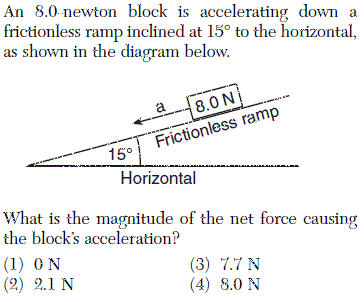 An 8.0-newton block is accelerating down a
frictionless ramp inclined at 15° to the horizontal,
as shown in the diagram below.
a
8.0 N
Frictionless ramp
15°
Horizontal
What is the magnitude of the net force causing
the block's acceleration?
(1) 0 N
(3) 7.7 N
(2) 2.1 N
(4) 8.0 N